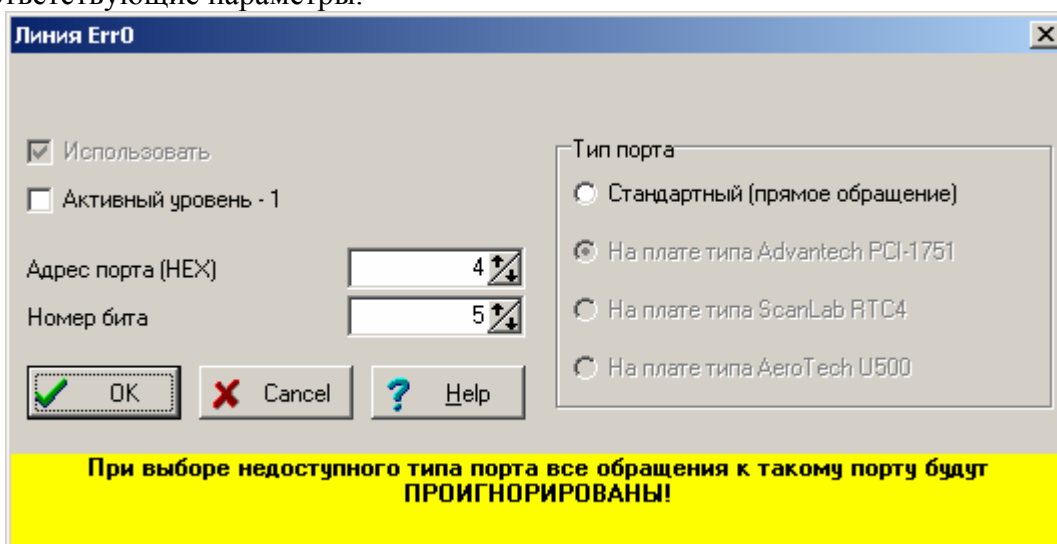 ответствующие параметры.
Линия Err0
Использовать
Активный уровень - 1
Адрес порта (HEX)
4
Номер бита
5
OK
Cancel
Help
Тип порта
Стандартный (прямое обращение)
На плате типа Advantech PCI-1751
На плате типа ScanLab RTC4
На плате типа AeroTech U500
При выборе недоступного типа порта все обращения к такому порту будут
ПРОИГНОРИРОВАНЫ!